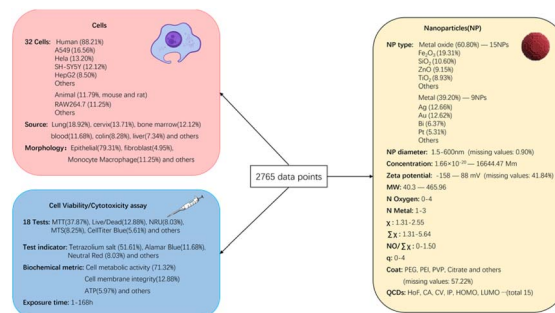 Cells
32 Cells: Human (88.21%)
A549 (16.56%)
Hela (13.20%)
SH-SY5Y (12.12%)
HepG2 (8.50%)
Others
Animal (11.79%, mouse and rat)
RAW264.7 (11.25%)
Others
Source: Lung(18.92%), cervix(13.71%), bone marrow(12.12%)
blood(11.68%), colin(8.28%), liver(7.34%) and others
Morphology: Epithelial(79.31%), fibroblast(4.95%),
Monocyte Macrophage(11.25%) and others
2765 data points
Cell Viability/Cytotoxicity assay
18 Tests: MTT(37.87%), Live/Dead(12.88%), NRU(8.03%),
MTS(8.25%), CellTiter Blue(5.61%) and others
Test indicator: Tetrazolium salt (51.61%), Alamar Blue(11.68%),
Neutral Red (8.03%) and others
Biochemical metric: Cell metabolic activity (71.32%)
Cell membrane integrity(12.88%)
ATP(5.97%) and others
Exposure time: 1-168h
Nanoparticles(NP)
NP type: Metal oxide (60.80%) — 15NPs
Fe₂O₃ (19.31%)
SiO₂ (10.60%)
ZnO (9.15%)
TiO₂ (8.93%)
Others
Metal (39.20%) — 9NPs
Ag (12.66%)
Au (12.62%)
Bi (6.37%)
Pt (5.31%)
Others
NP diameter: 1.5-600nm (missing values: 0.90%)
Concentration: 1.66×10⁻²⁰ – 16644.47 Mm
Zeta potential: -158 — 88 mV (missing values: 41.84%)
MW: 40.3 — 465.96
N Oxygen: 0-4
N Metal: 1-3
χ: 1.31-2.55
∑χ: 1.31-5.64
NO/∑χ: 0-1.50
q: 0-4
Coat: PEG, PEI, PVP, Citrate and others
(missing values: 57.22%)
QCDs: HoF, CA, CV, IP, HOMO, LUMO ···(total 15)